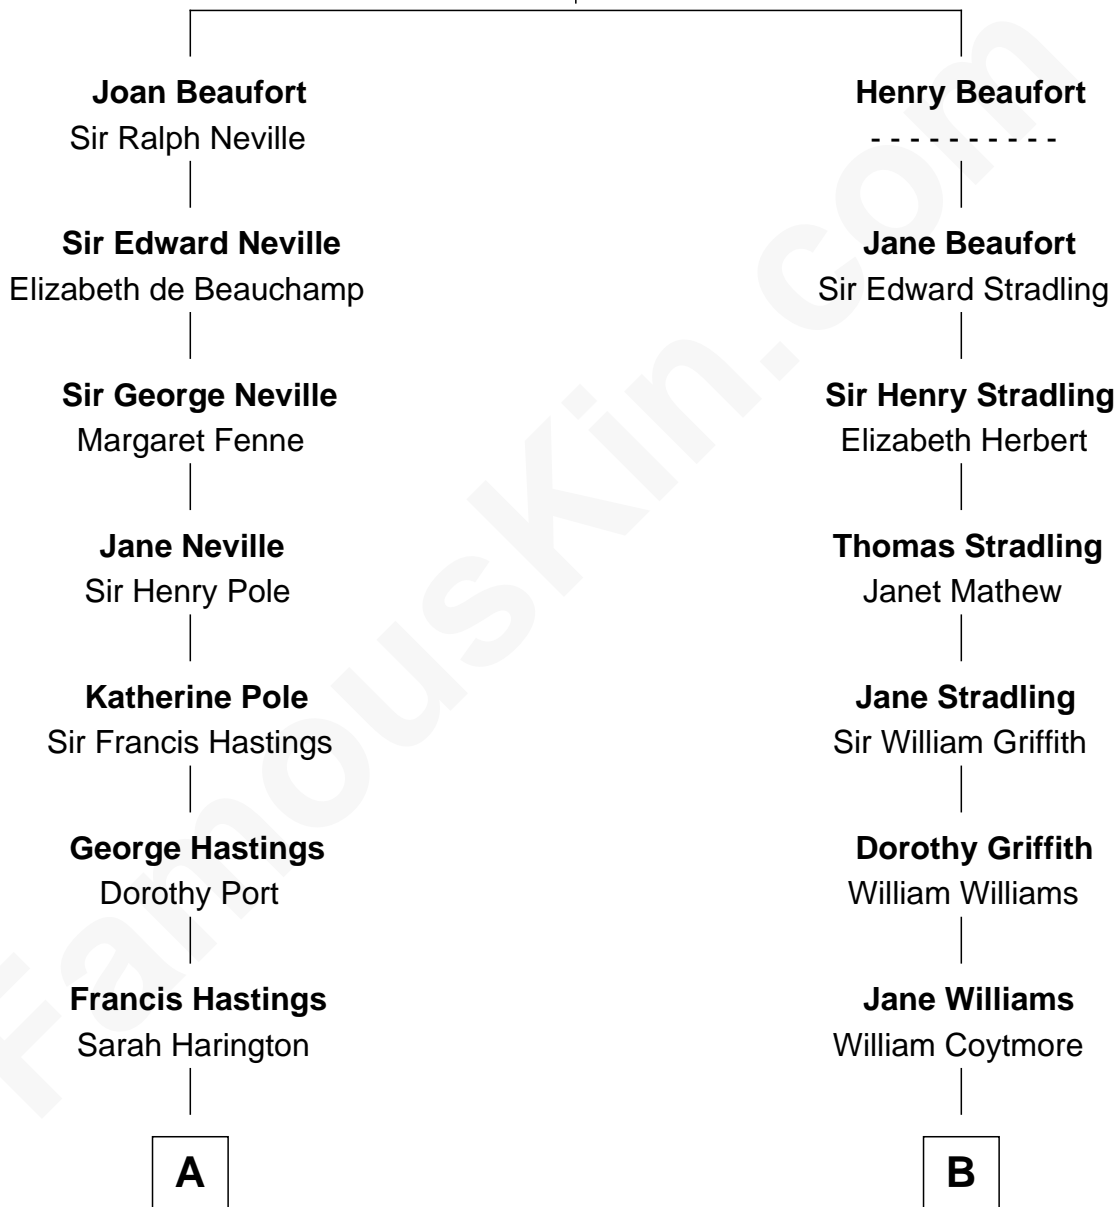 Joan Beaufort
Sir Ralph Neville
Sir Edward Neville
Elizabeth de Beauchamp
Sir George Neville
Margaret Fenne
Jane Neville
Sir Henry Pole
Katherine Pole
Sir Francis Hastings
George Hastings
Dorothy Port
Francis Hastings
Sarah Harington
A
Henry Beaufort
- - - - - - - - - -
Jane Beaufort
Sir Edward Stradling
Sir Henry Stradling
Elizabeth Herbert
Thomas Stradling
Janet Mathew
Jane Stradling
Sir William Griffith
Dorothy Griffith
William Williams
Jane Williams
William Coytmore
B
FamousKin.com